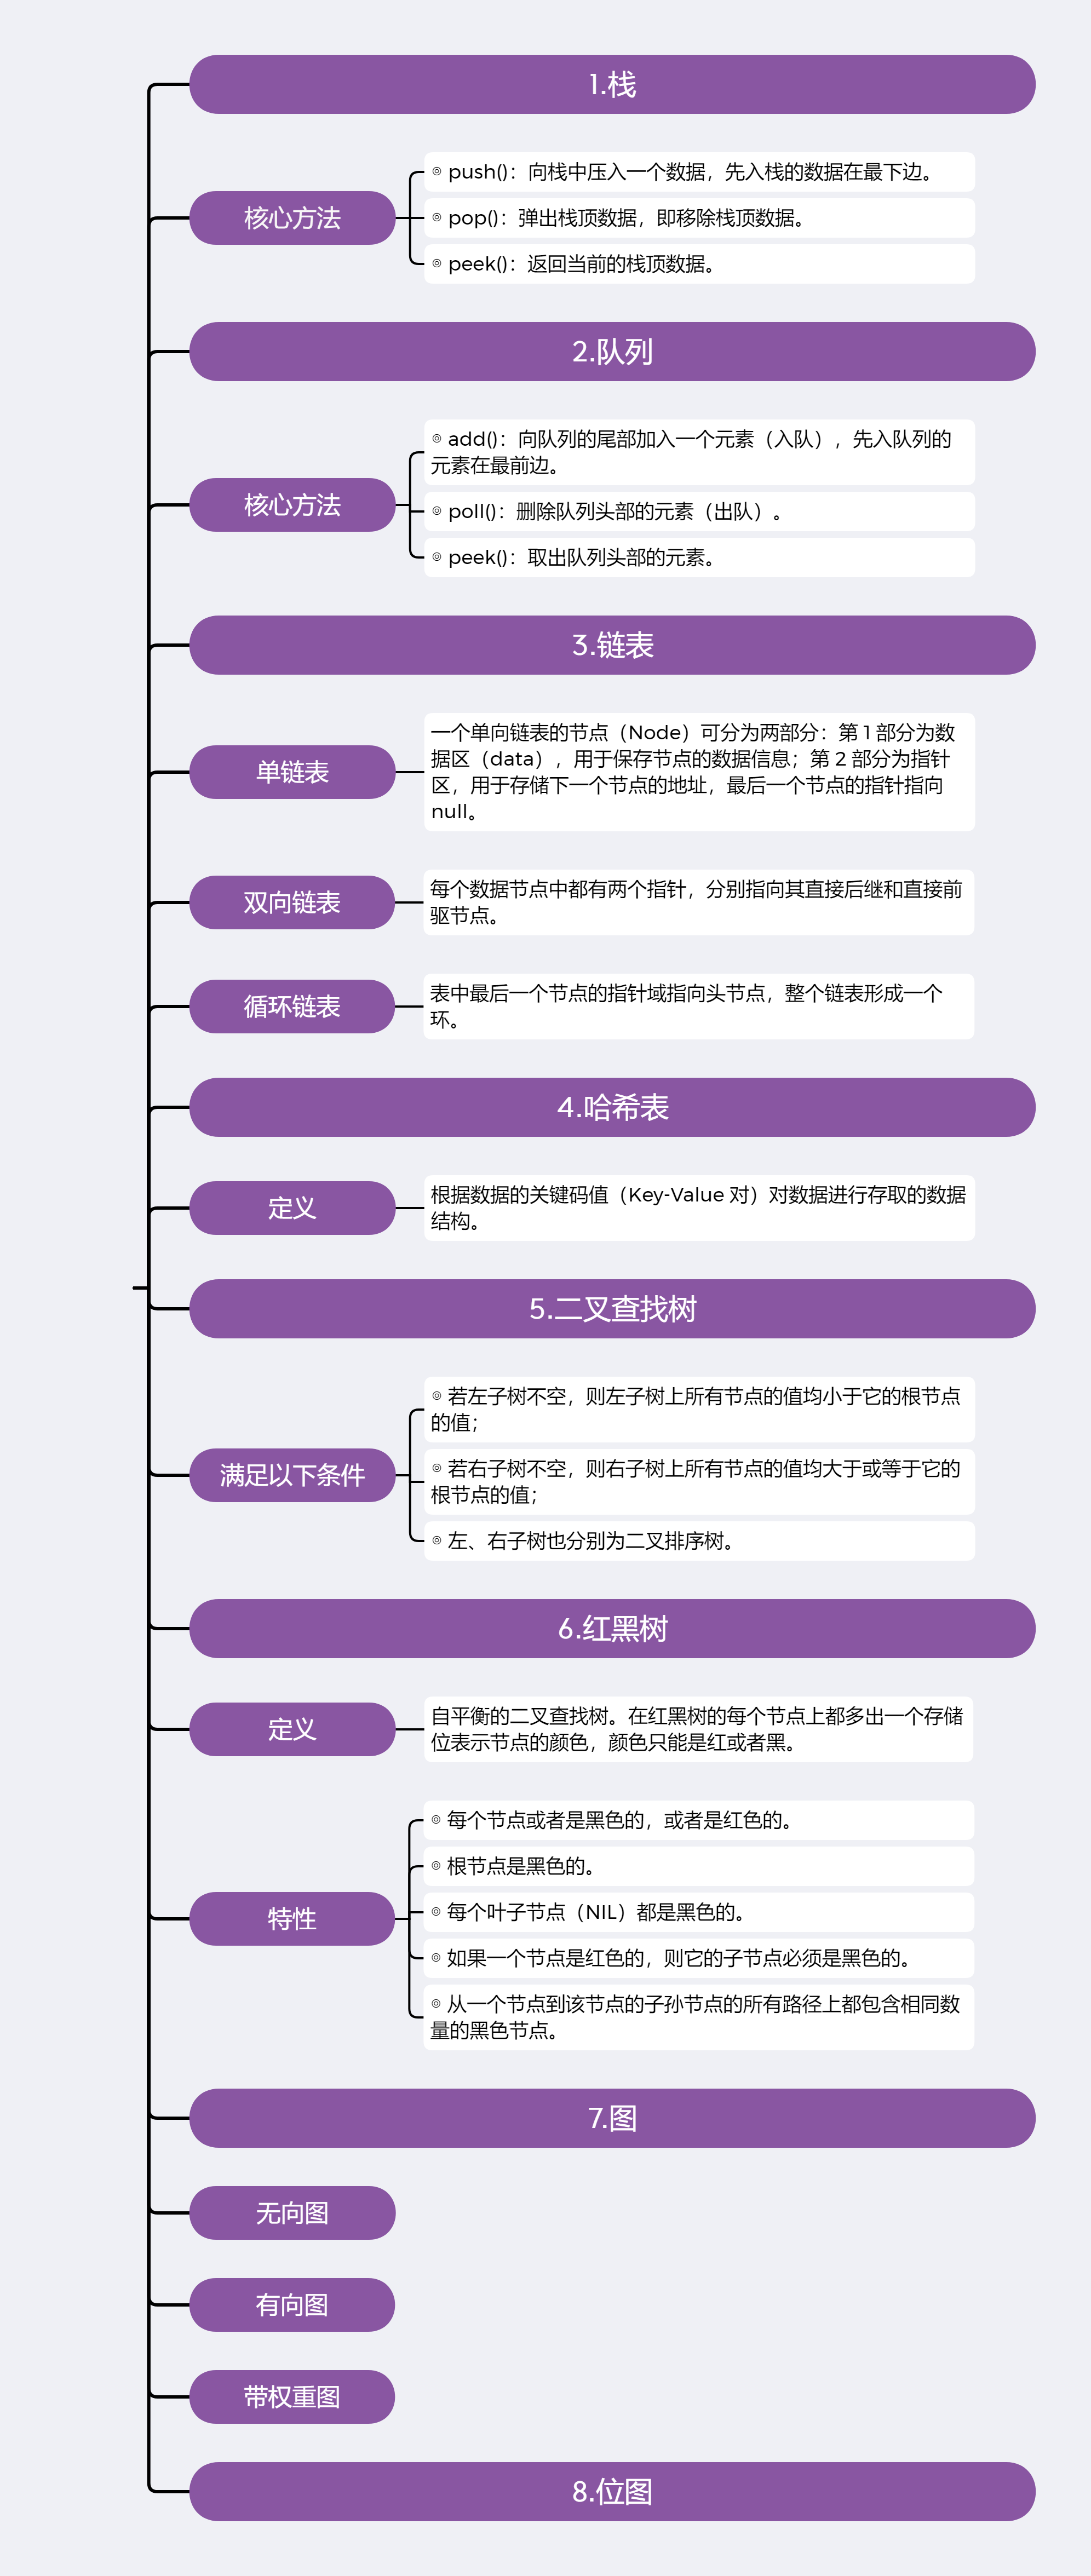 1.栈
核心方法
⊚ push()：向栈中压入一个数据，先入栈的数据在最下边。
⊚ pop()：弹出栈顶数据，即移除栈顶数据。
⊚ peek()：返回当前的栈顶数据。
2.队列
核心方法
⊚ add()：向队列的尾部加入一个元素（入队），先入队列的
元素在最前边。
⊚ poll()：删除队列头部的元素（出队）。
⊚ peek()：取出队列头部的元素。
3.链表
单链表
一个单向链表的节点（Node）可分为两部分：第 1 部分为数
据区（data），用于保存节点的数据信息；第 2 部分为指针
区，用于存储下一个节点的地址，最后一个节点的指针指向
null。
双向链表
每个数据节点中都有两个指针，分别指向其直接后继和直接前
驱节点。
循环链表
表中最后一个节点的指针域指向头节点，整个链表形成一个
环。
4.哈希表
定义
根据数据的关键码值（Key-Value 对）对数据进行存取的数据
结构。
5.二叉查找树
满足以下条件
⊚ 若左子树不空，则左子树上所有节点的值均小于它的根节点
的值；
⊚ 若右子树不空，则右子树上所有节点的值均大于或等于它的
根节点的值；
⊚ 左、右子树也分别为二叉排序树。
6.红黑树
定义
自平衡的二叉查找树。在红黑树的每个节点上都多出一个存储
位表示节点的颜色，颜色只能是红或者黑。
特性
⊚ 每个节点或者是黑色的，或者是红色的。
⊚ 根节点是黑色的。
⊚ 每个叶子节点（NIL）都是黑色的。
⊚ 如果一个节点是红色的，则它的子节点必须是黑色的。
⊚ 从一个节点到该节点的子孙节点的所有路径上都包含相同数
量的黑色节点。
7.图
无向图
有向图
带权重图
8.位图